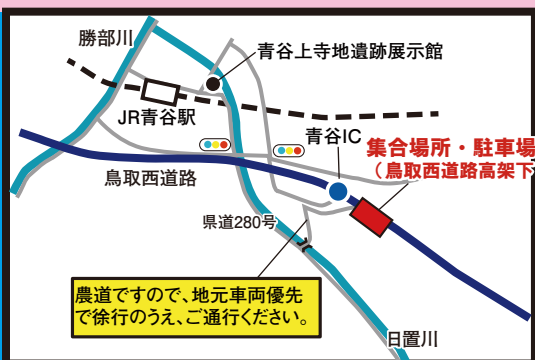 勝部川
青谷上寺地遺跡展示館
JR青谷駅
青谷IC
集合場所・駐車場
（鳥取西道路高架下
鳥取西道路
県道280号
農道ですので、地元車両優先
で徐行のうえ、ご通行ください。
日置川